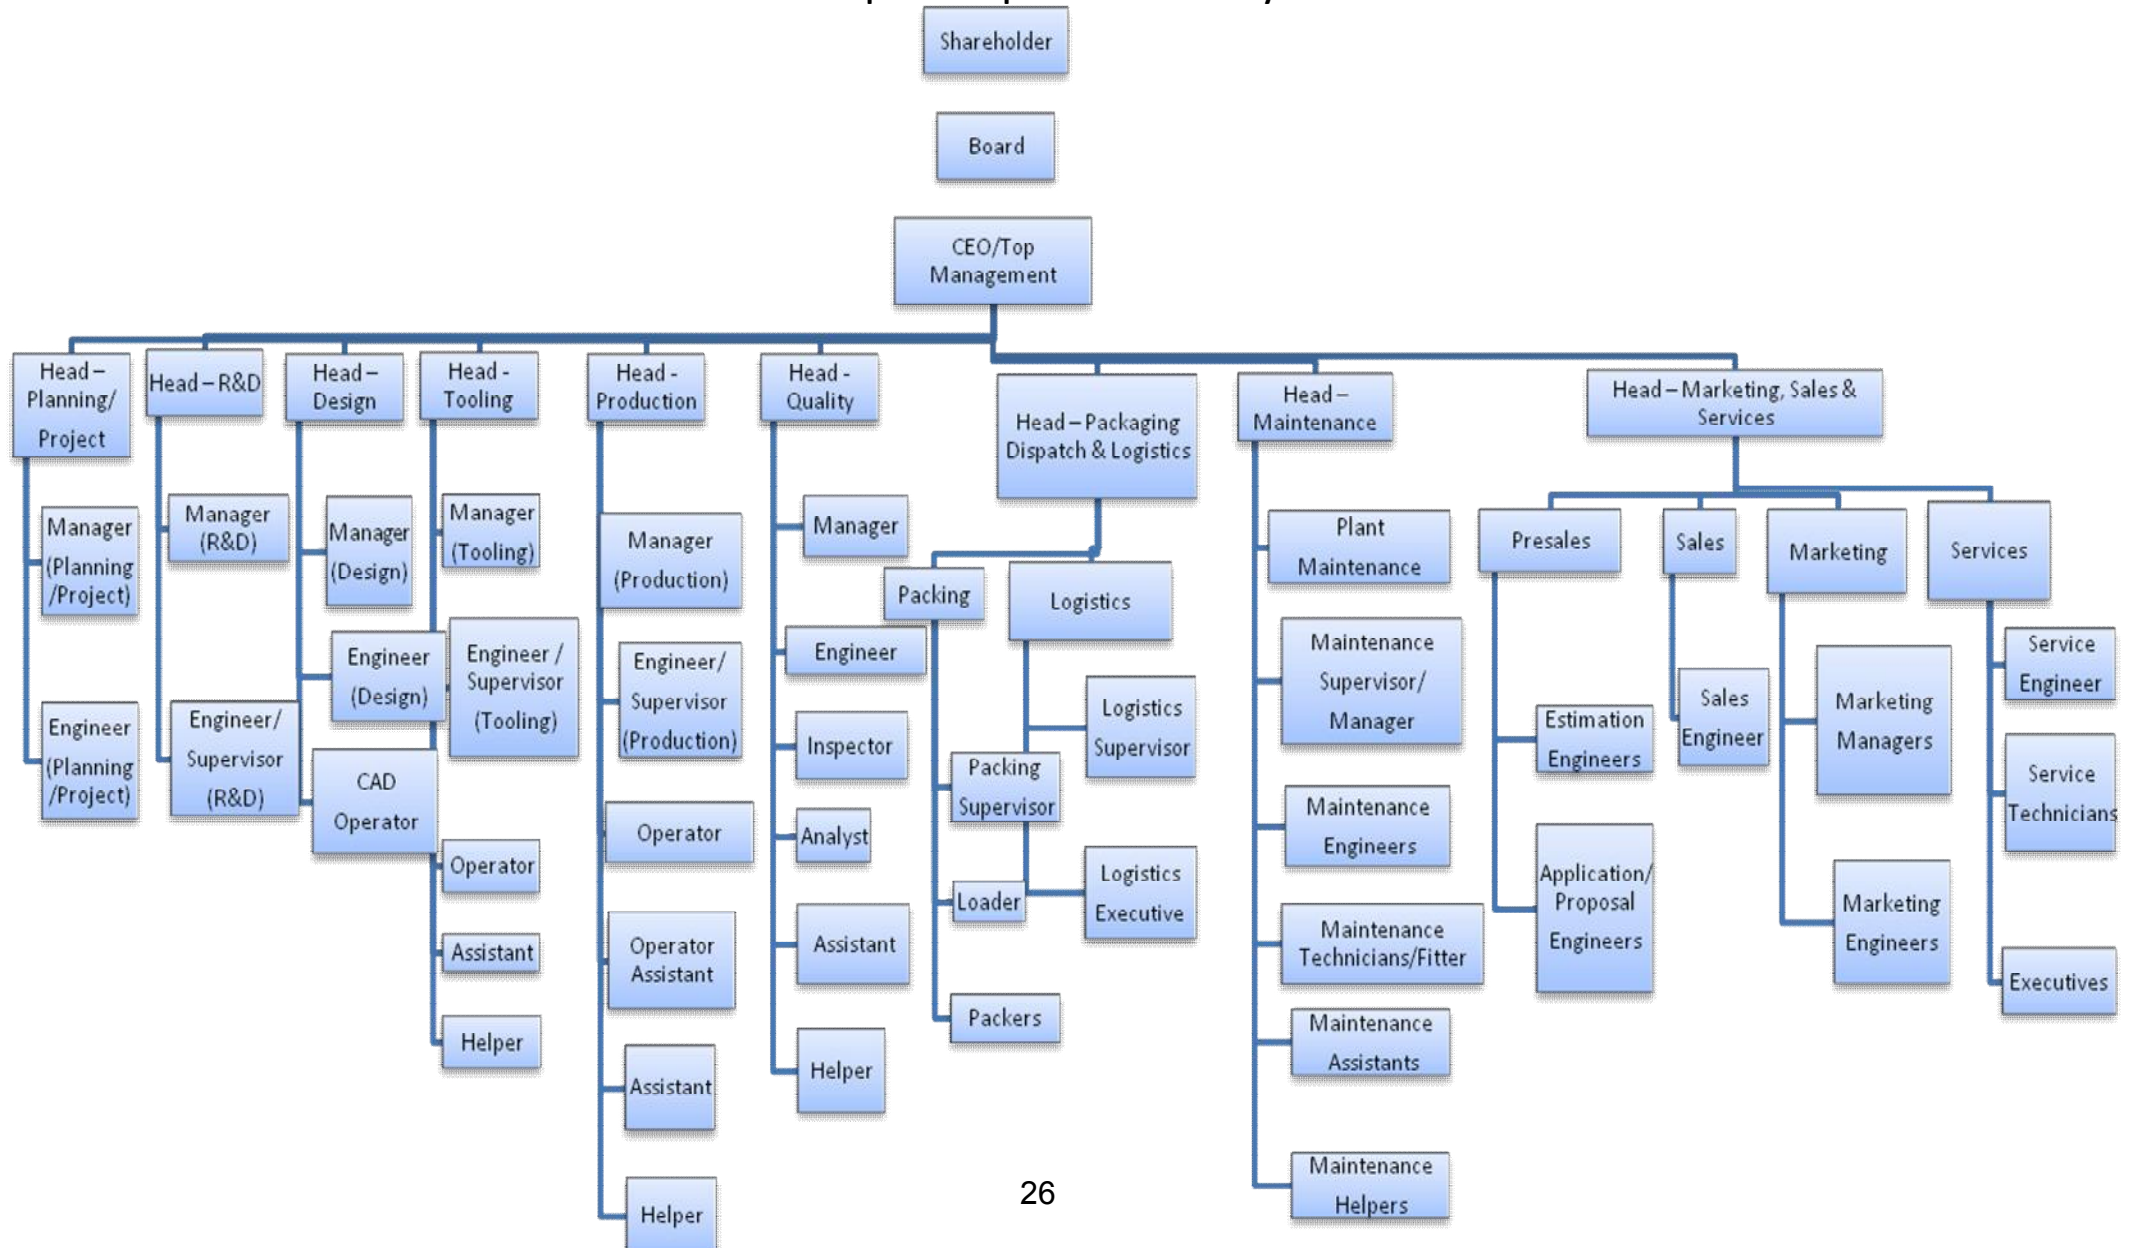 Shareholder
Board
CEO/Top
Management
Head –
Planning/
Project
Head – R&D
Head –
Design
Head -
Tooling
Head -
Production
Head -
Quality
Head – Packaging
Dispatch & Logistics
Head –
Maintenance
Head – Marketing, Sales &
Services
Manager
(Planning
/Project)
Engineer
(Planning
/Project)
Manager
(R&D)
Engineer/
Supervisor
(R&D)
Manager
(Design)
Engineer
(Design)
CAD
Operator
Manager
(Tooling)
Engineer /
Supervisor
(Tooling)
Operator
Assistant
Helper
Manager
(Production)
Engineer/
Supervisor
(Production)
Operator
Operator
Assistant
Assistant
Helper
Manager
Engineer
Inspector
Analyst
Assistant
Helper
Packing
Packing
Supervisor
Loader
Packers
Logistics
Logistics
Supervisor
Logistics
Executive
Plant
Maintenance
Maintenance
Supervisor/
Manager
Maintenance
Engineers
Maintenance
Technicians/Fitter
Maintenance
Assistants
Maintenance
Helpers
Presales
Estimation
Engineers
Application/
Proposal
Engineers
Sales
Sales
Engineer
Marketing
Marketing
Managers
Marketing
Engineers
Services
Service
Engineer
Service
Technicians
Executives
26